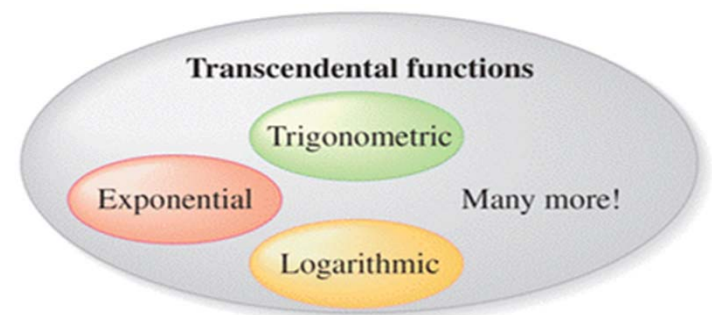 Transcendental functions
Trigonometric
Exponential
Many more!
Logarithmic